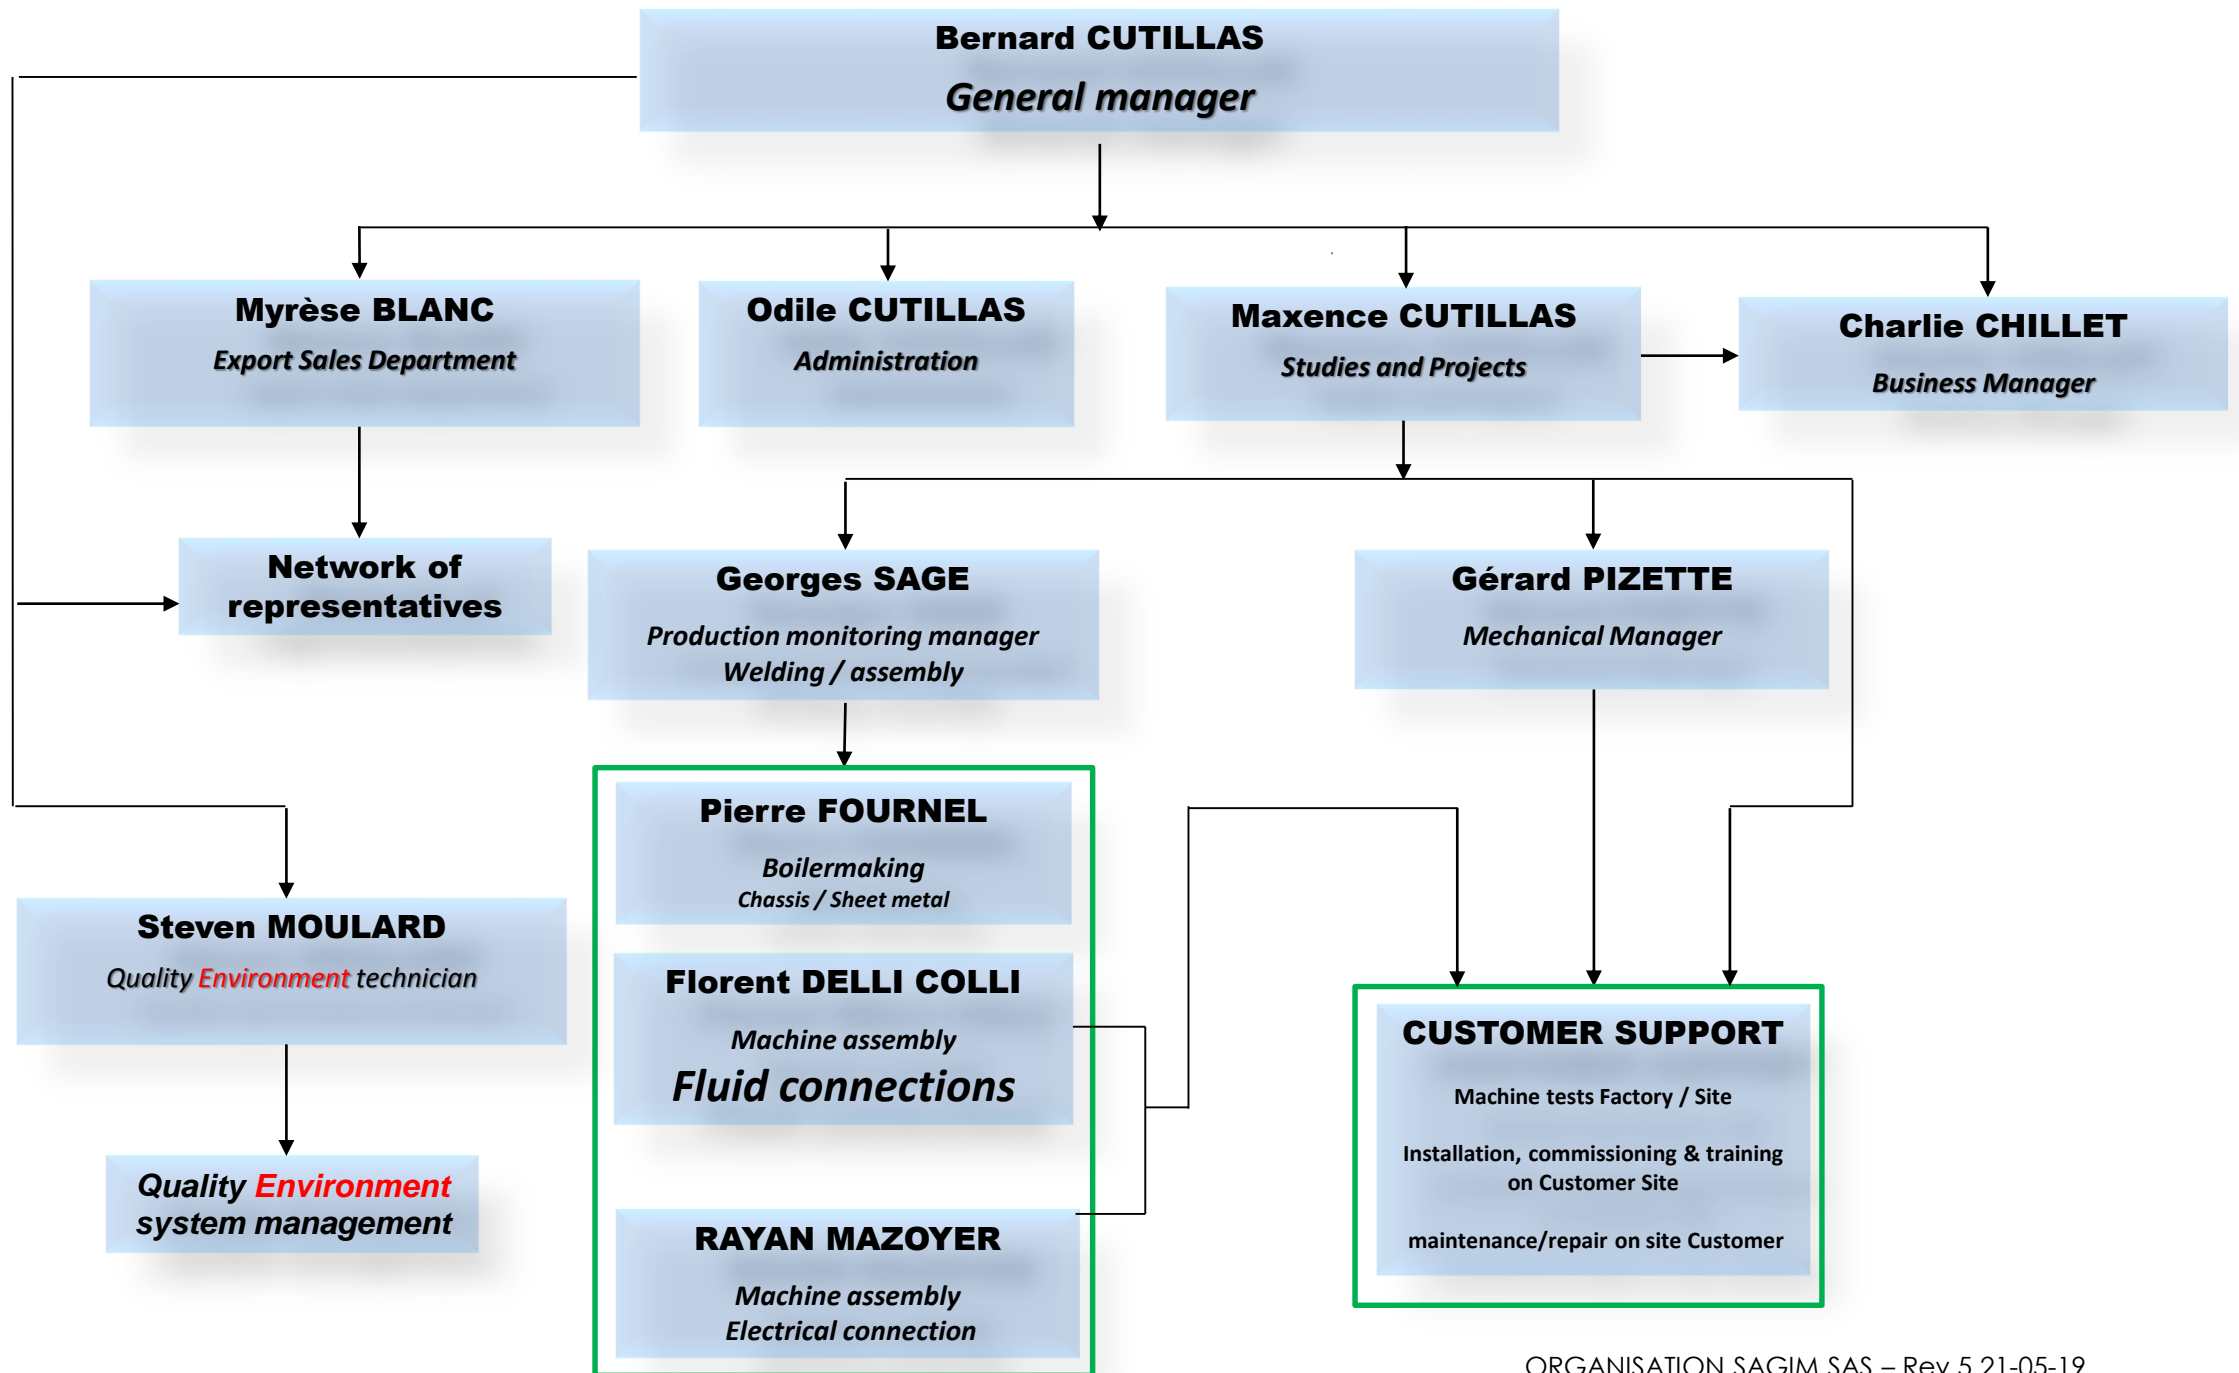 Bernard CUTILLAS
General manager
Myrèse BLANC
Export Sales Department
Odile CUTILLAS
Administration
Maxence CUTILLAS
Studies and Projects
Charlie CHILLET
Business Manager
Network of
representatives
Georges SAGE
Production monitoring manager
Welding / assembly
Gérard PIZETTE
Mechanical Manager
Pierre FOURNEL
Boilermaking
Chassis / Sheet metal
Steven MOULARD
Quality Environment technician
Florent DELLI COLLI
Machine assembly
Fluid connections
CUSTOMER SUPPORT
Machine tests Factory / Site
Installation, commissioning & training
on Customer Site
maintenance/repair on site Customer
Quality Environment
system management
RAYAN MAZOYER
Machine assembly
Electrical connection
ORGANISATION SAGIM SAS – Rev 5 21-05-19